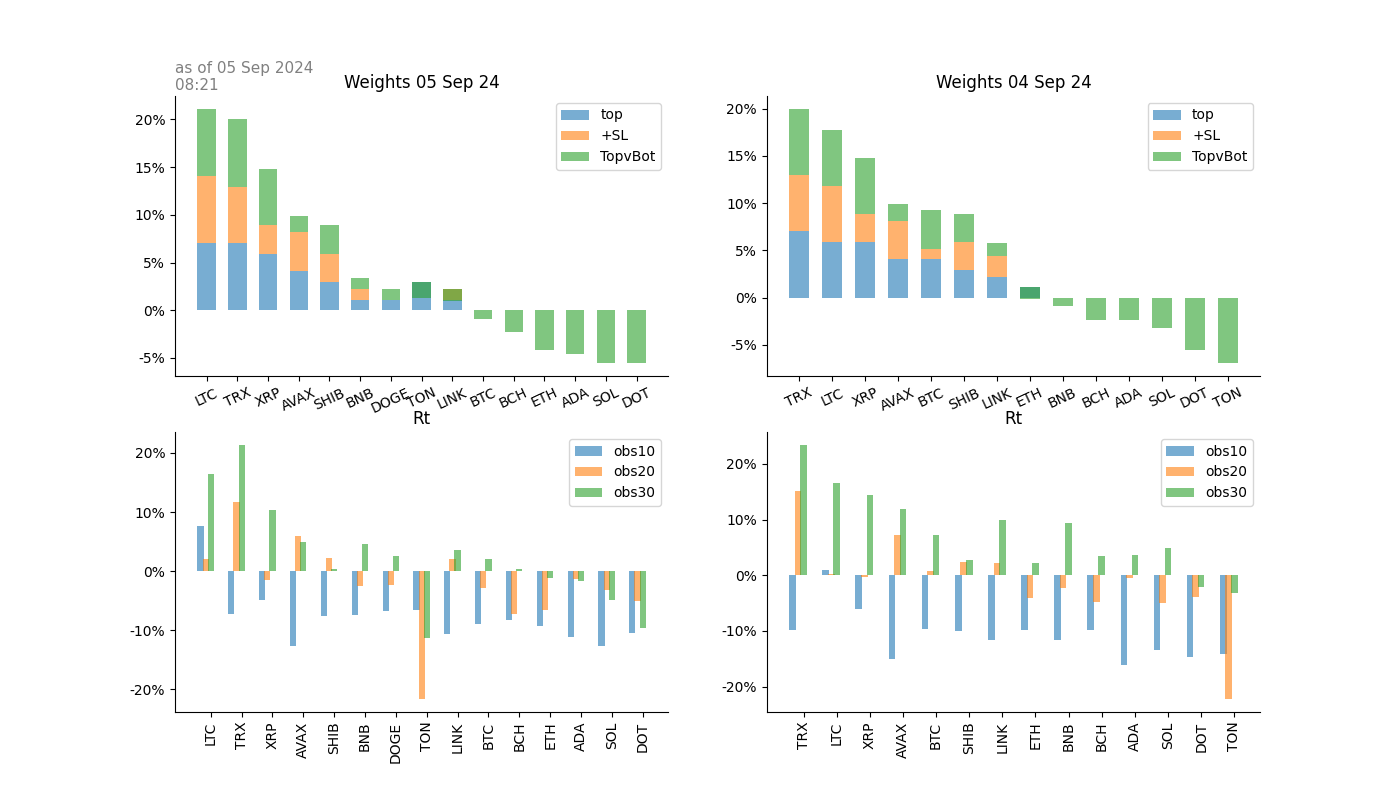 as of 05 Sep 2024
08:21
Weights 05 Sep 24
20%
15%
10%
5%
0%
-5%
top
+SL
TopvBot
LTC TRX XRP AVAX SHIB BNB DOGE TON LINK BTC BCH ETH ADA SOL DOT
Weights 04 Sep 24
20%
15%
10%
5%
0%
-5%
top
+SL
TopvBot
TRX LTC XRP AVAX BTC SHIB LINK ETH BNB BCH ADA SOL DOT TON
Rt
20%
10%
0%
-10%
-20%
obs10
obs20
obs30
LTC TRX XRP AVAX SHIB BNB DOGE TON LINK BTC BCH ETH ADA SOL DOT
Rt
20%
10%
0%
-10%
-20%
obs10
obs20
obs30
TRX LTC XRP AVAX BTC SHIB LINK ETH BNB BCH ADA SOL DOT TON